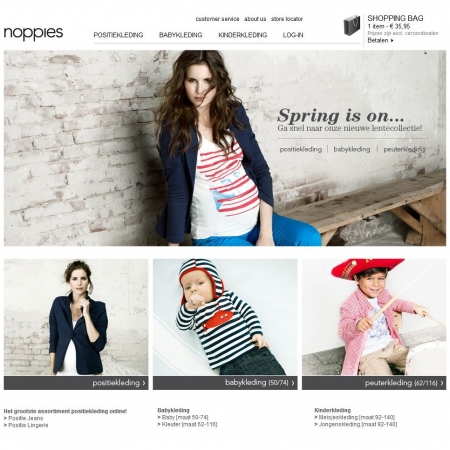 customer service about us store locator
noppies
POSITIEKLEDING BABYKLEDING KINDERKLEDING LOG-IN
SHOPPING BAG
1 item - € 35,95
Prijzen zijn excl. verzendkosten
Betalen >
Spring is on...
Ga snel naar onze nieuwe lentecollectie!
positiekleding | babykleding | peuterkleding
positiekleding >
babykleding (50/74) >
peuterkleding (62/116) >
Het grootste assortiment positiekleding online!
> Positie Jeans
> Positie Lingerie
Babykleding
> Baby [maat 50-74]
> Kleuter [maat 62-116]
Kinderkleding
> Meisjeskleding [maat 92-140]
> Jongenskleding [maat 92-140]